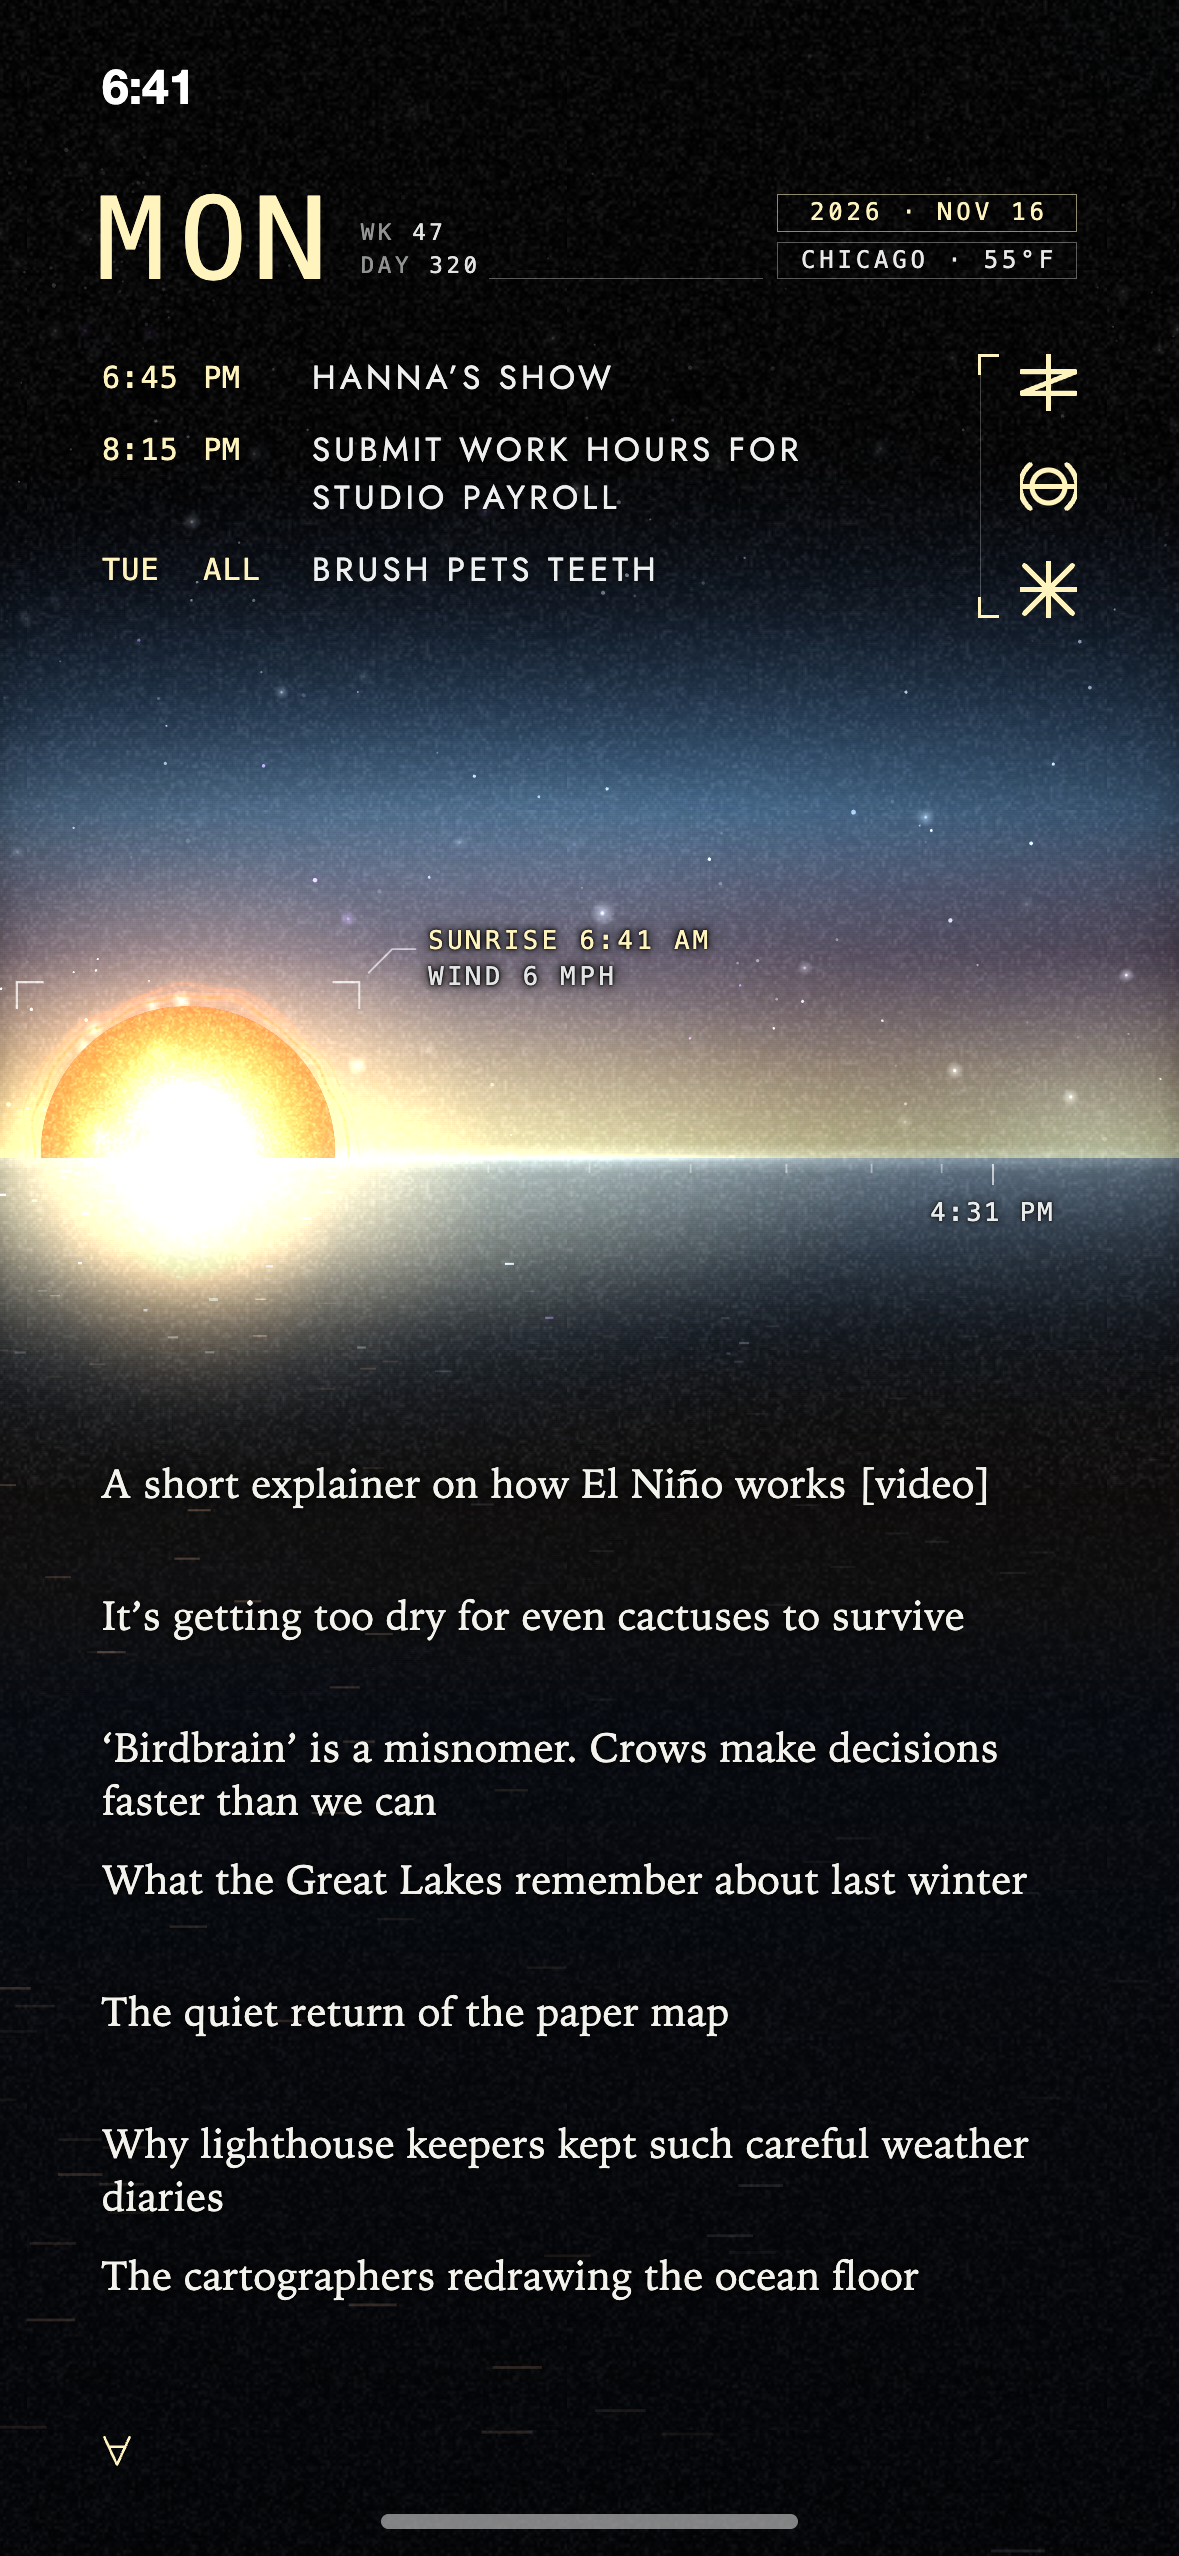 6:41
MON
WK 47
DAY 320
2026 · NOV 16
CHICAGO · 55°F
6:45 PM HANNA’S SHOW
8:15 PM SUBMIT WORK HOURS FOR
STUDIO PAYROLL
TUE ALL BRUSH PETS TEETH
SUNRISE 6:41 AM
WIND 6 MPH
4:31 PM
A short explainer on how El Niño works [video]
It’s getting too dry for even cactuses to survive
‘Birdbrain’ is a misnomer. Crows make decisions
faster than we can
What the Great Lakes remember about last winter
The quiet return of the paper map
Why lighthouse keepers kept such careful weather
diaries
The cartographers redrawing the ocean floor